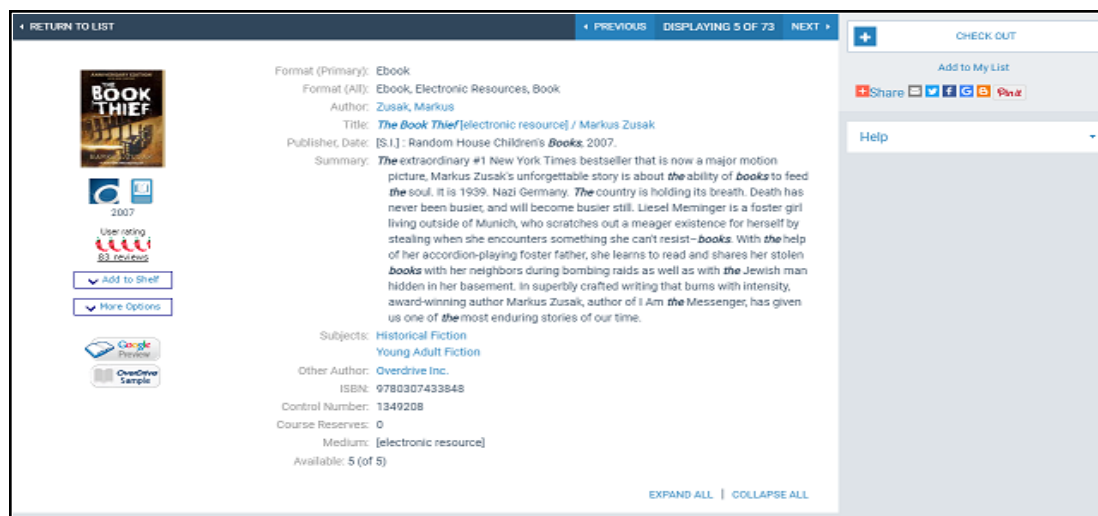 RETURN TO LIST
PREVIOUS DISPLAYING 5 OF 73 NEXT
ANNIVERSARY EDITION
THE
BOOK
THIEF
MARKUS ZUSAK
2007
User rating
83 reviews
Add to Shelf
More Options
Google
Preview
OverDrive
Sample
Format (Primary): Ebook
Format (All): Ebook, Electronic Resources, Book
Author: Zusak, Markus
Title: The Book Thief [electronic resource] / Markus Zusak
Publisher, Date: [S.I.] : Random House Children's Books, 2007.
Summary: The extraordinary #1 New York Times bestseller that is now a major motion
picture, Markus Zusak's unforgettable story is about the ability of books to feed
the soul. It is 1939. Nazi Germany. The country is holding its breath. Death has
never been busier, and will become busier still. Liesel Meminger is a foster girl
living outside of Munich, who scratches out a meager existence for herself by
stealing when she encounters something she can't resist–books. With the help
of her accordion-playing foster father, she learns to read and shares her stolen
books with her neighbors during bombing raids as well as with the Jewish man
hidden in her basement. In superbly crafted writing that burns with intensity,
award-winning author Markus Zusak, author of I Am the Messenger, has given
us one of the most enduring stories of our time.
Subjects: Historical Fiction
Young Adult Fiction
Other Author: Overdrive Inc.
ISBN: 9780307433848
Control Number: 1349208
Course Reserves: 0
Medium: [electronic resource]
Available: 5 (of 5)
EXPAND ALL | COLLAPSE ALL
CHECK OUT
Add to My List
Share Pin it
Help